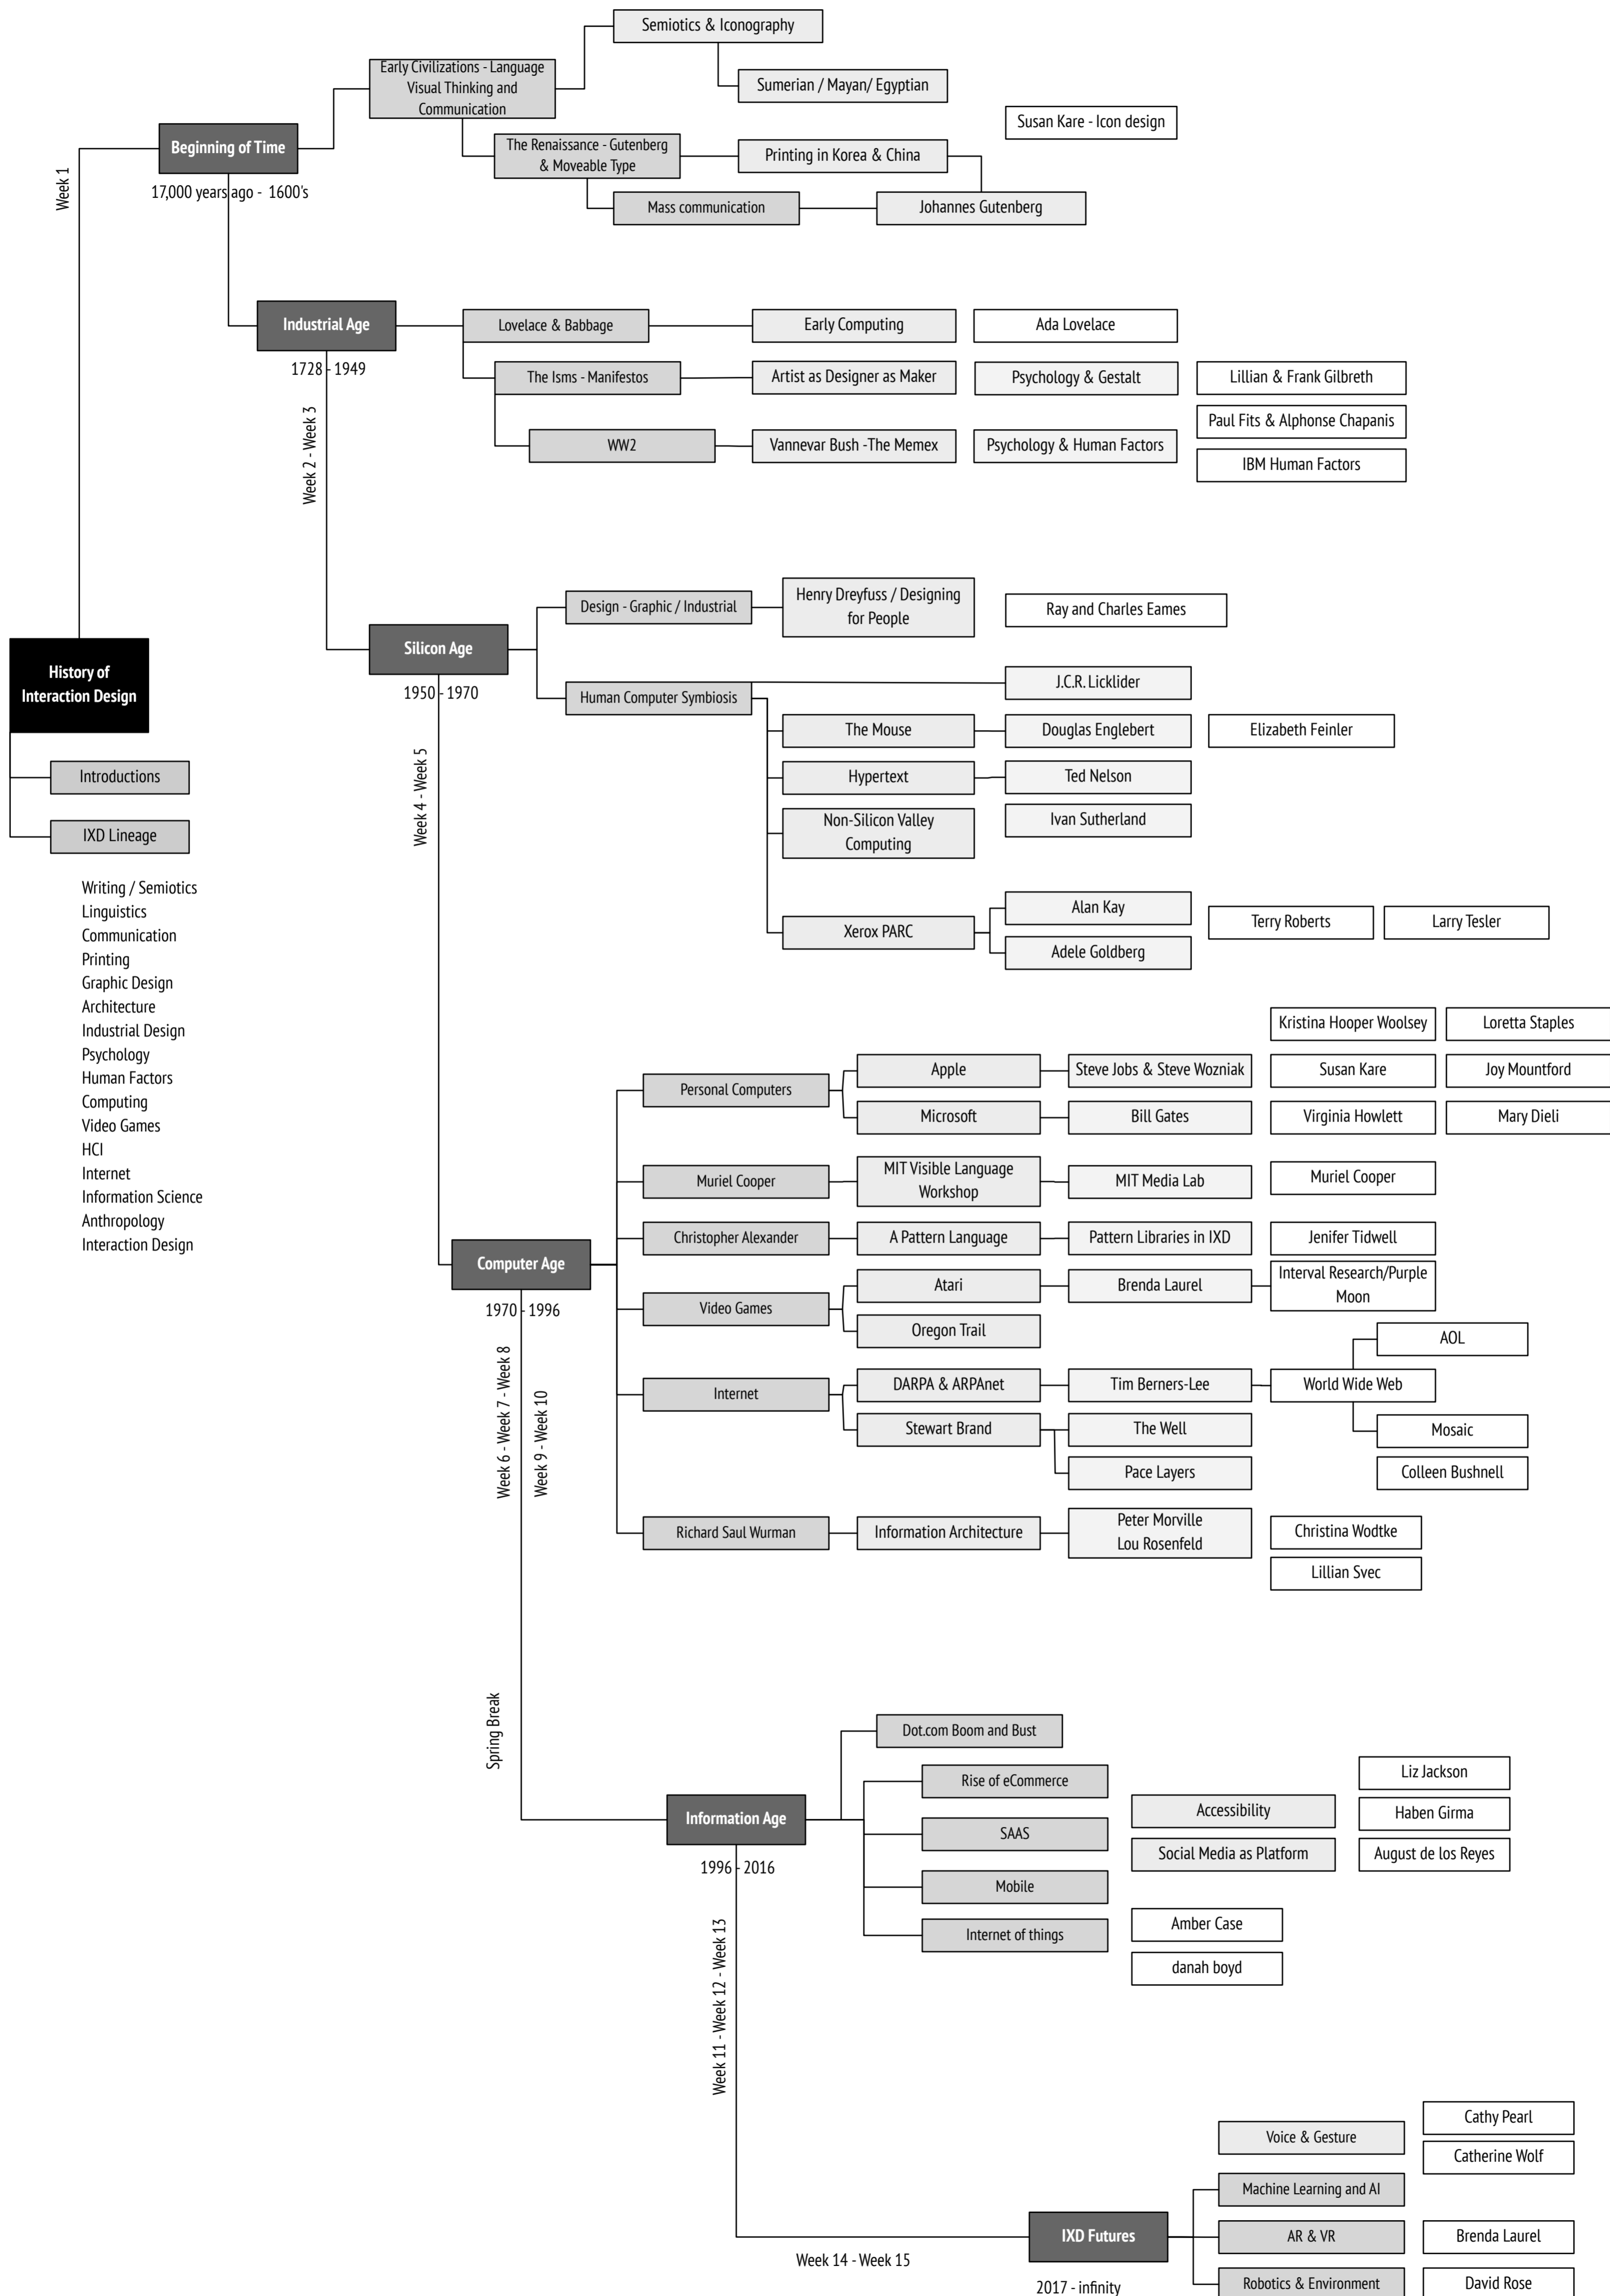 Semiotics & Iconography
Early Civilizations - Language
Visual Thinking and
Communication
Sumerian / Mayan/ Egyptian
Susan Kare - Icon design
Beginning of Time
The Renaissance - Gutenberg
& Moveable Type
Printing in Korea & China
Week 1
17,000 years ago -  1600's
Mass communication
Johannes Gutenberg
Industrial Age
Lovelace & Babbage
Early Computing
Ada Lovelace
1728 - 1949
The Isms - Manifestos
Artist as Designer as Maker
Psychology & Gestalt
Lillian & Frank Gilbreth
Paul Fits & Alphonse Chapanis
Week 2 - Week 3
WW2
Vannevar Bush -The Memex
Psychology & Human Factors
IBM Human Factors
Design - Graphic / Industrial
Henry Dreyfuss / Designing
for People
Ray and Charles Eames
Silicon Age
1950 - 1970
History of
Interaction Design
Human Computer Symbiosis
J.C.R. Licklider
The Mouse
Douglas Englebert
Elizabeth Feinler
Introductions
Week 4 - Week 5
Hypertext
Ted Nelson
IXD Lineage
Non-Silicon Valley
Computing
Ivan Sutherland
Writing / Semiotics
Linguistics
Communication
Printing
Graphic Design
Architecture
Industrial Design
Psychology
Human Factors
Computing
Video Games
HCI
Internet
Information Science
Anthropology
Interaction Design
Xerox PARC
Alan Kay
Adele Goldberg
Terry Roberts
Larry Tesler
Kristina Hooper Woolsey
Loretta Staples
Personal Computers
Apple
Steve Jobs & Steve Wozniak
Susan Kare
Joy Mountford
Microsoft
Bill Gates
Virginia Howlett
Mary Dieli
Muriel Cooper
MIT Visible Language
Workshop
MIT Media Lab
Muriel Cooper
Christopher Alexander
A Pattern Language
Pattern Libraries in IXD
Jenifer Tidwell
Computer Age
1970 - 1996
Video Games
Atari
Brenda Laurel
Interval Research/Purple
Moon
Oregon Trail
AOL
Week 6 - Week 7 - Week 8
Week 9 - Week 10
Internet
DARPA & ARPAnet
Tim Berners-Lee
World Wide Web
Stewart Brand
The Well
Mosaic
Pace Layers
Colleen Bushnell
Richard Saul Wurman
Information Architecture
Peter Morville
Lou Rosenfeld
Christina Wodtke
Lillian Svec
Spring Break
Dot.com Boom and Bust
Rise of eCommerce
Liz Jackson
Information Age
1996 - 2016
Accessibility
Haben Girma
SAAS
Social Media as Platform
August de los Reyes
Mobile
Internet of things
Amber Case
danah boyd
Week 11 - Week 12 - Week 13
Cathy Pearl
Voice & Gesture
Catherine Wolf
Machine Learning and AI
IXD Futures
AR & VR
Brenda Laurel
Week 14 - Week 15
2017 - infinity
Robotics & Environment
David Rose